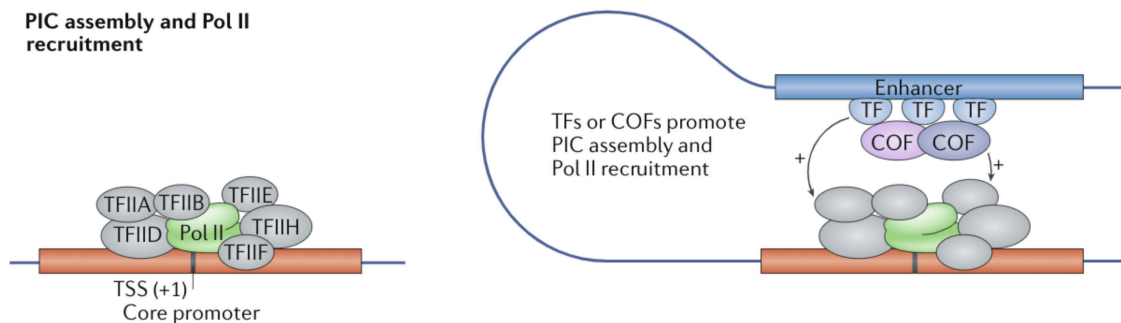 PIC assembly and Pol II
recruitment
TFIIA
TFIIB
TFIIE
TFIID
Pol II
TFIIH
TFIIF
TSS (+1)
Core promoter
Enhancer
TF TF TF
COF COF
TFs or COFs promote
PIC assembly and
Pol II recruitment
+
+